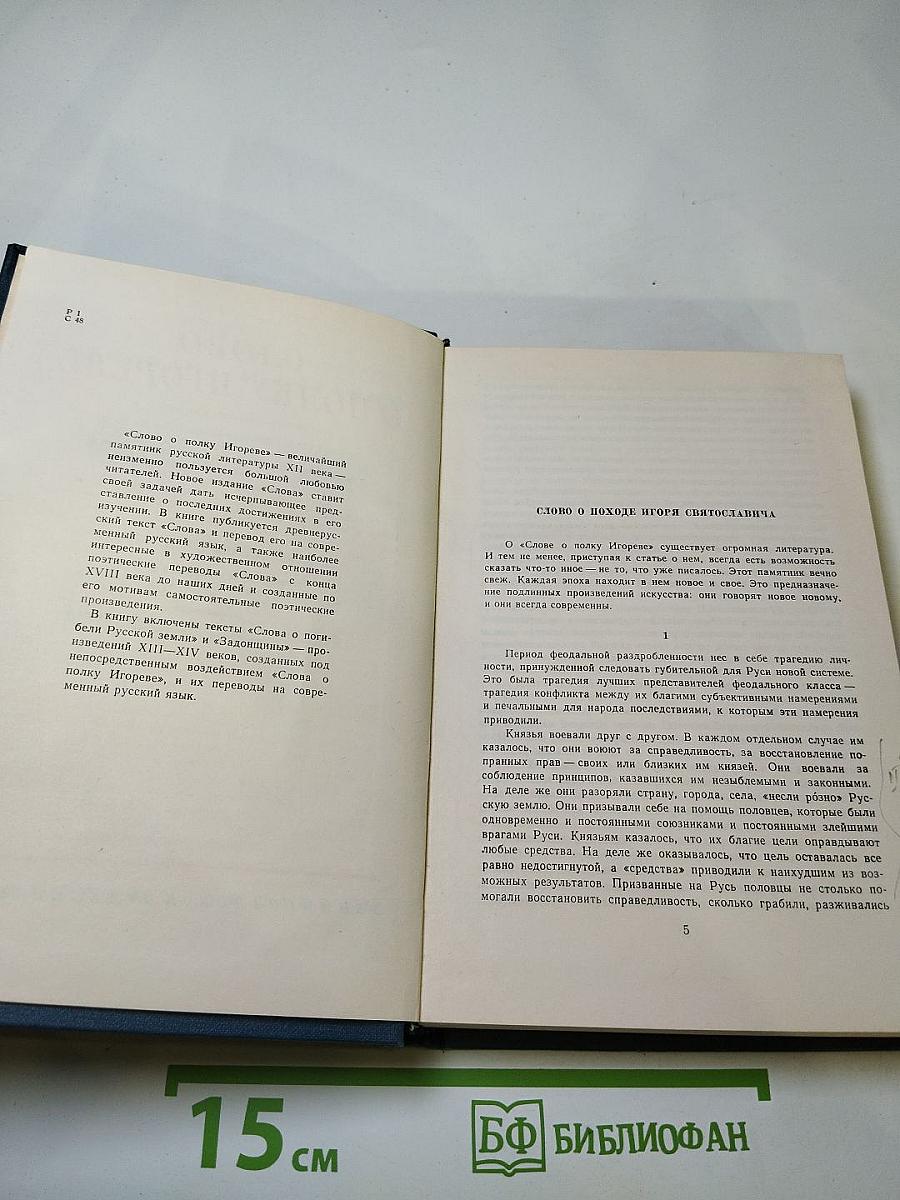 Р 1
С 48
«Слово о полку Игореве» — величайший
памятник русской литературы XII века —
неизменно пользуется большой любовью
читателей. Новое издание «Слова» ставит
своей задачей дать исчерпывающее пред-
ставление о последних достижениях в его
изучении. В книге публикуется древнерус-
ский текст «Слова» и перевод его на совре-
менный русский язык, а также наиболее
интересные в художественном отношении
поэтические переводы «Слова» с конца
XVIII века до наших дней и созданные по
его мотивам самостоятельные поэтические
произведения.
В книгу включены тексты «Слова о поги-
бели Русской земли» и «Задонщины» — про-
изведений XIII—XIV веков, созданных под
непосредственным воздействием «Слова о
полку Игореве», и их переводы на совре-
менный русский язык.
СЛОВО О ПОХОДЕ ИГОРЯ СВЯТОСЛАВИЧА
О «Слове о полку Игореве» существует огромная литература.
И тем не менее, приступая к статье о нем, всегда есть возможность
сказать что-то иное — не то, что уже писалось. Этот памятник вечно
свеж. Каждая эпоха находит в нем новое и свое. Это предназначе-
ние подлинных произведений искусства: они говорят новое новому,
и они всегда современны.
1
Период феодальной раздробленности нес в себе трагедию лич-
ности, принужденной следовать губительной для Руси новой системе.
Это была трагедия лучших представителей феодального класса —
трагедия конфликта между их благими субъективными намерениями
и печальными для народа последствиями, к которым эти намерения
приводили.
Князья воевали друг с другом. В каждом отдельном случае им
казалось, что они воюют за справедливость, за восстановление по-
пранных прав — своих или близких им князей. Они воевали за
соблюдение принципов, казавшихся им незыблемыми и законными.
На деле же они разоряли страну, города, села, «несли ро́зно» Рус-
скую землю. Они призывали себе на помощь половцев, которые были
одновременно и постоянными союзниками и постоянными злейшими
врагами Руси. Князьям казалось, что их благие цели оправдывают
любые средства. На деле же оказывалось, что цель оставалась все
равно недостигнутой, а «средства» приводили к наихудшим из воз-
можных результатов. Призванные на Русь половцы не столько по-
могали восстановить справедливость, сколько грабили, разживались
5
15 см
БФ БИБЛИОФАН